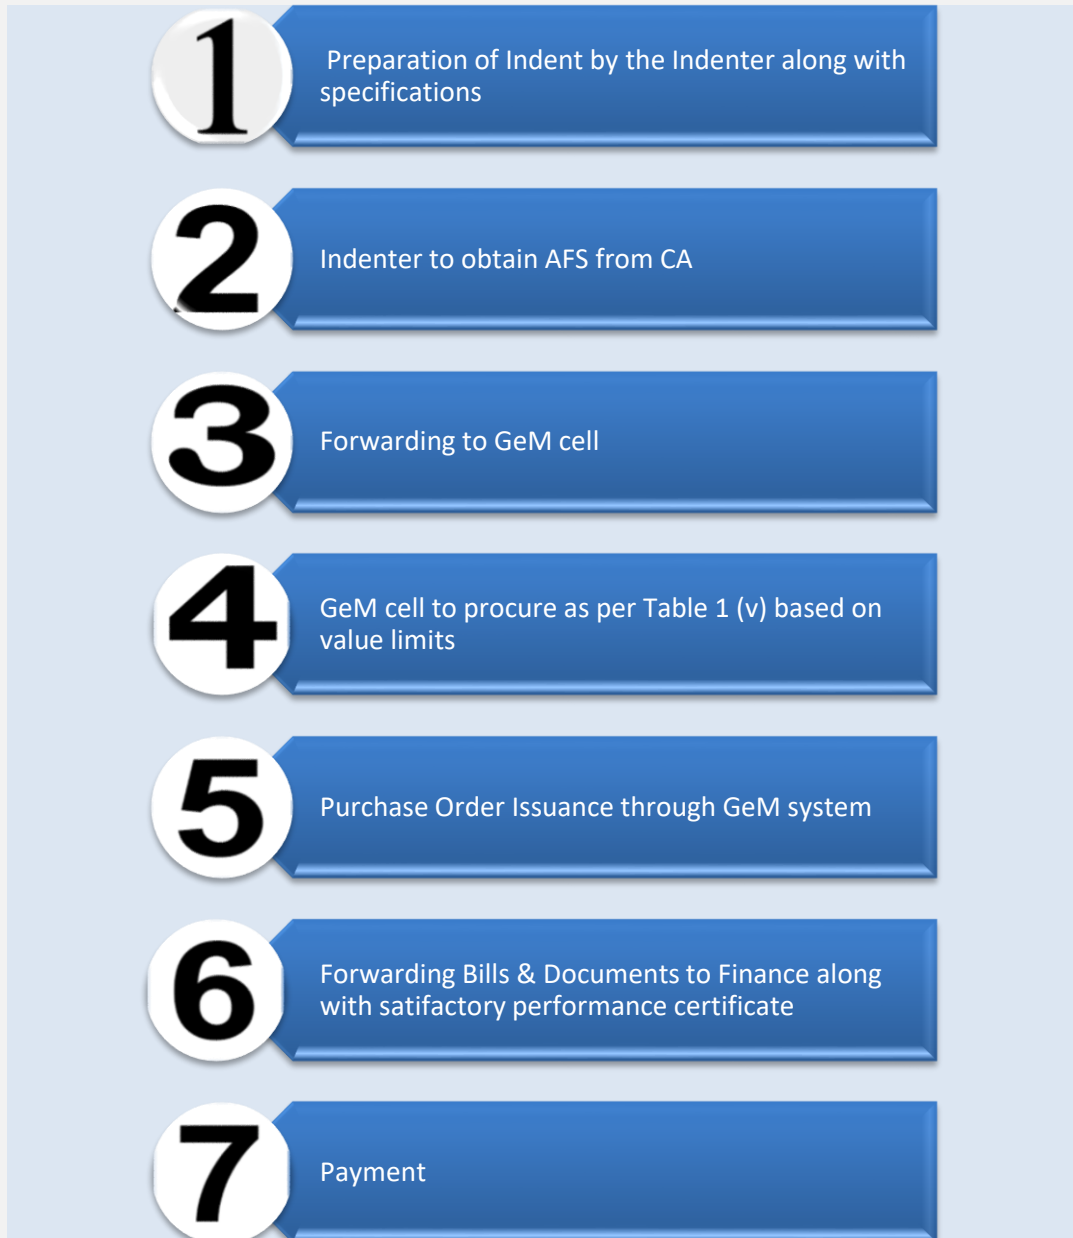 1
Preparation of Indent by the Indenter along with
specifications
2
Indenter to obtain AFS from CA
3
Forwarding to GeM cell
4
GeM cell to procure as per Table 1 (v) based on
value limits
5
Purchase Order Issuance through GeM system
6
Forwarding Bills & Documents to Finance along
with satifactory performance certificate
7
Payment